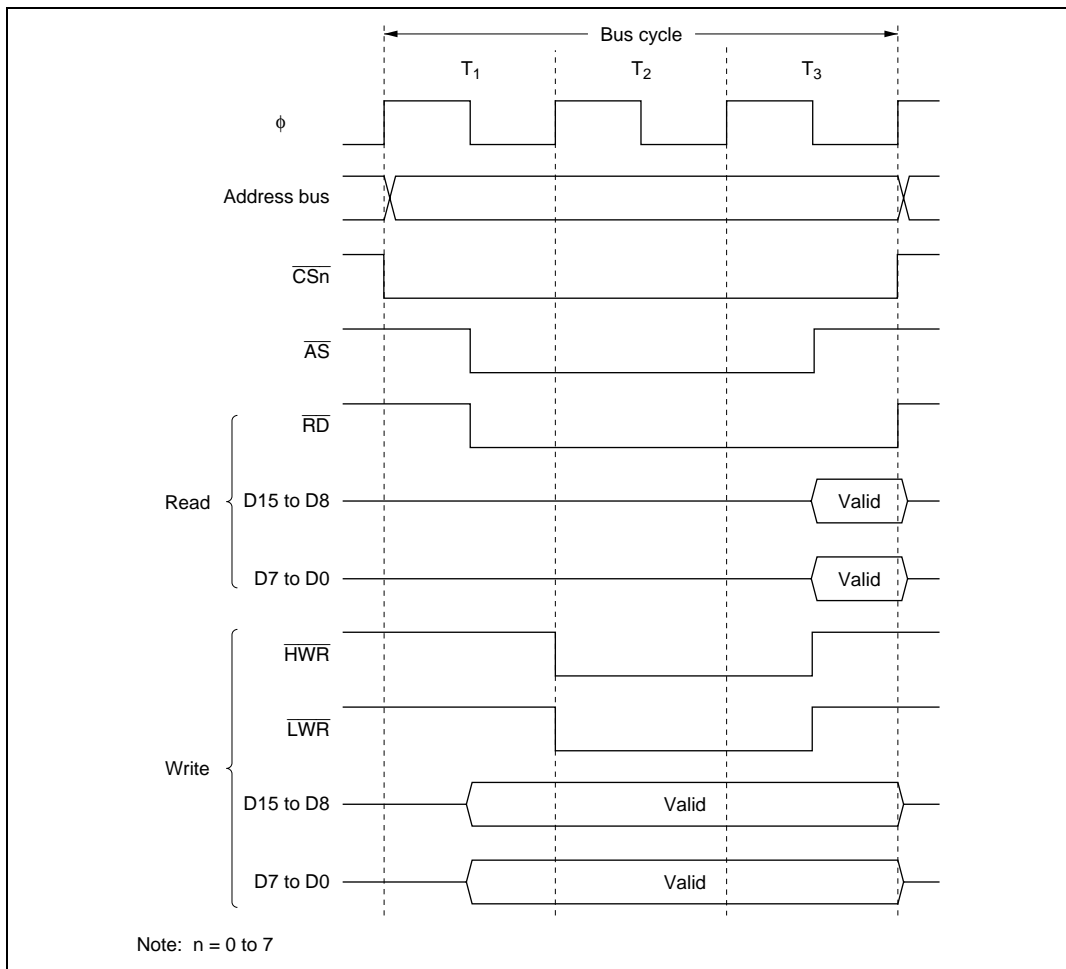 Bus cycle
T1 T2 T3
φ
Address bus
CSn
AS
RD
Read
D15 to D8 Valid
D7 to D0 Valid
HWR
LWR
Write
D15 to D8 Valid
D7 to D0 Valid
Note: n = 0 to 7